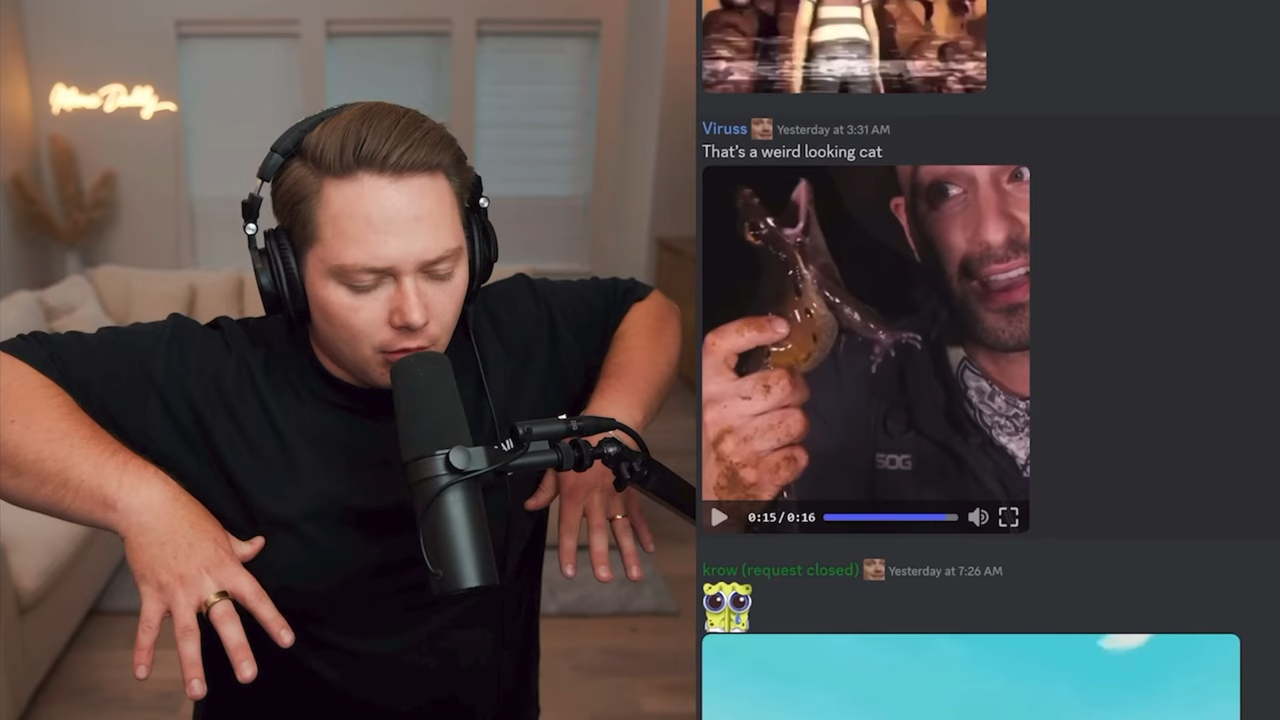 Viruss Yesterday at 3:31 AM
That's a weird looking cat
SOG
0:15/0:16
krow (request closed) Yesterday at 7:26 AM